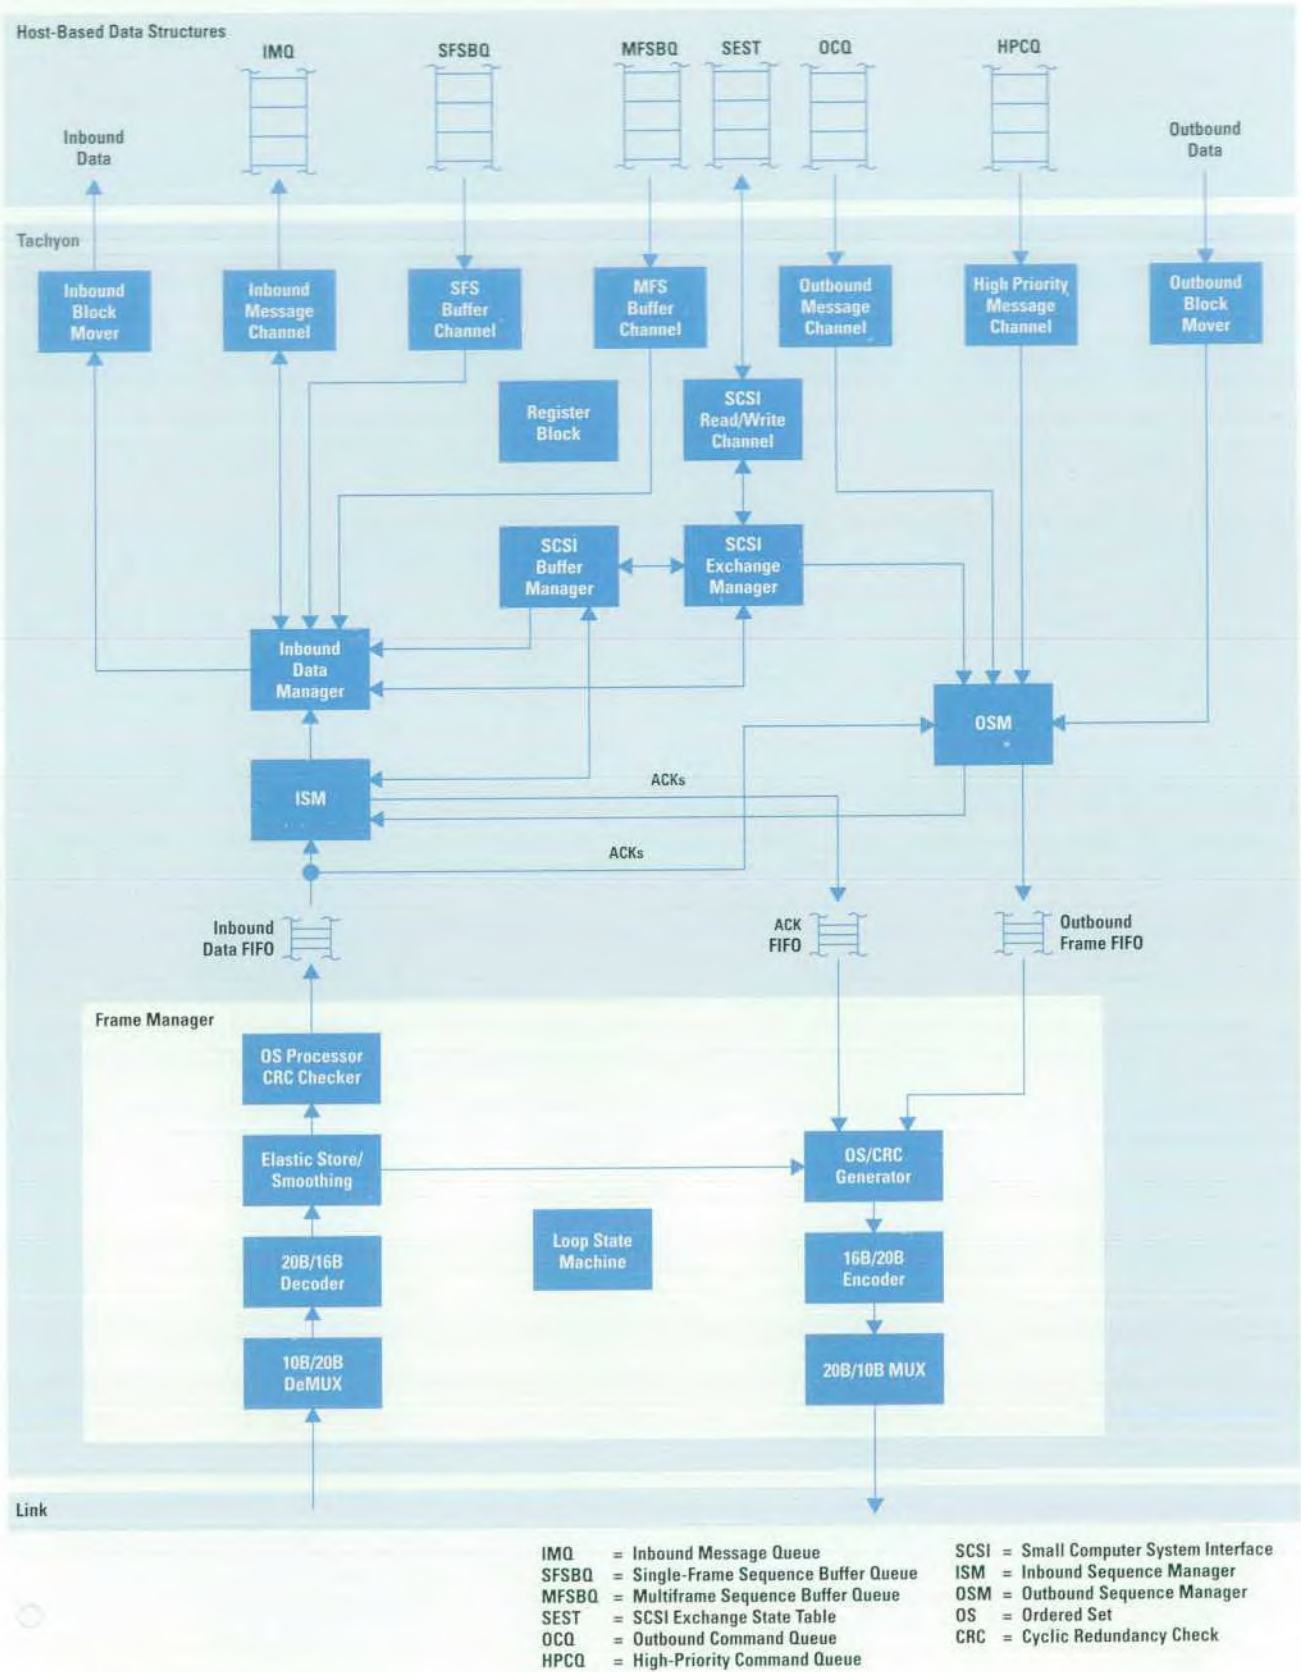 Host-Based Data Structures
IMQ
SFSBQ
MFSBQ
SEST
OCQ
HPCQ
Inbound
Data
Outbound
Data
Tachyon
Inbound
Block
Mover
Inbound
Message
Channel
SFS
Buffer
Channel
MFS
Buffer
Channel
Outbound
Message
Channel
High Priority
Message
Channel
Outbound
Block
Mover
Register
Block
SCSI
Read/Write
Channel
SCSI
Buffer
Manager
SCSI
Exchange
Manager
Inbound
Data
Manager
OSM
ISM
ACKs
ACKs
Inbound
Data FIFO
ACK
FIFO
Outbound
Frame FIFO
Frame Manager
OS Processor
CRC Checker
Elastic Store/
Smoothing
OS/CRC
Generator
Loop State
Machine
20B/16B
Decoder
16B/20B
Encoder
10B/20B
DeMUX
20B/10B MUX
Link
IMQ = Inbound Message Queue
SFSBQ = Single-Frame Sequence Buffer Queue
MFSBQ = Multiframe Sequence Buffer Queue
SEST = SCSI Exchange State Table
OCQ = Outbound Command Queue
HPCQ = High-Priority Command Queue
SCSI = Small Computer System Interface
ISM = Inbound Sequence Manager
OSM = Outbound Sequence Manager
OS = Ordered Set
CRC = Cyclic Redundancy Check